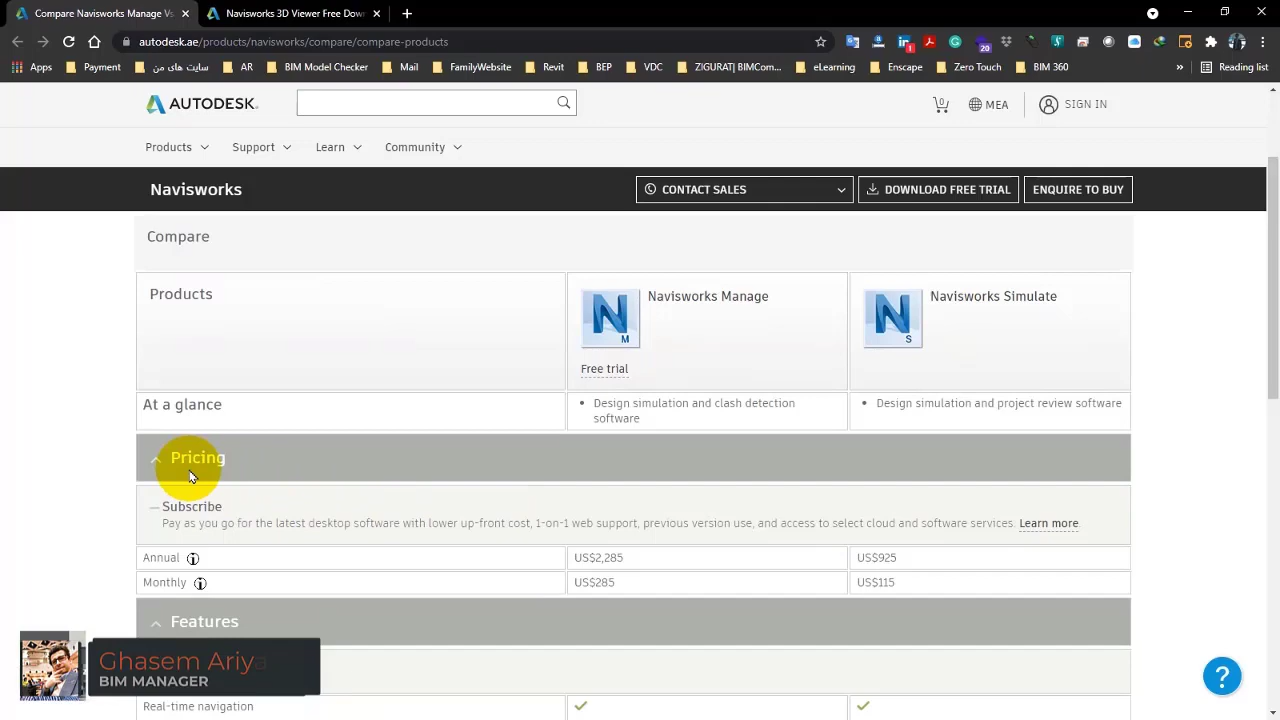 Compare Navisworks Manage Vs
Navisworks 3D Viewer Free Dow
autodesk.ae/products/navisworks/compare/compare-products
Apps
Payment
سایت های من
AR
BIM Model Checker
Mail
FamilyWebsite
Revit
BEP
VDC
ZIGURAT| BIMCom...
eLearning
Enscape
Zero Touch
BIM 360
»
Reading list
1
20
AUTODESK.
0
MEA
SIGN IN
Products
Support
Learn
Community
Navisworks
CONTACT SALES
DOWNLOAD FREE TRIAL
ENQUIRE TO BUY
Compare
Products
Navisworks Manage
Navisworks Simulate
N M
N S
Free trial
At a glance
• Design simulation and clash detection
software
• Design simulation and project review software
Pricing
Subscribe
Pay as you go for the latest desktop software with lower up-front cost, 1-on-1 web support, previous version use, and access to select cloud and software services. Learn more
Annual
US$2,285
US$925
Monthly
US$285
US$115
Features
Ghasem Ariya
BIM MANAGER
Real-time navigation
?